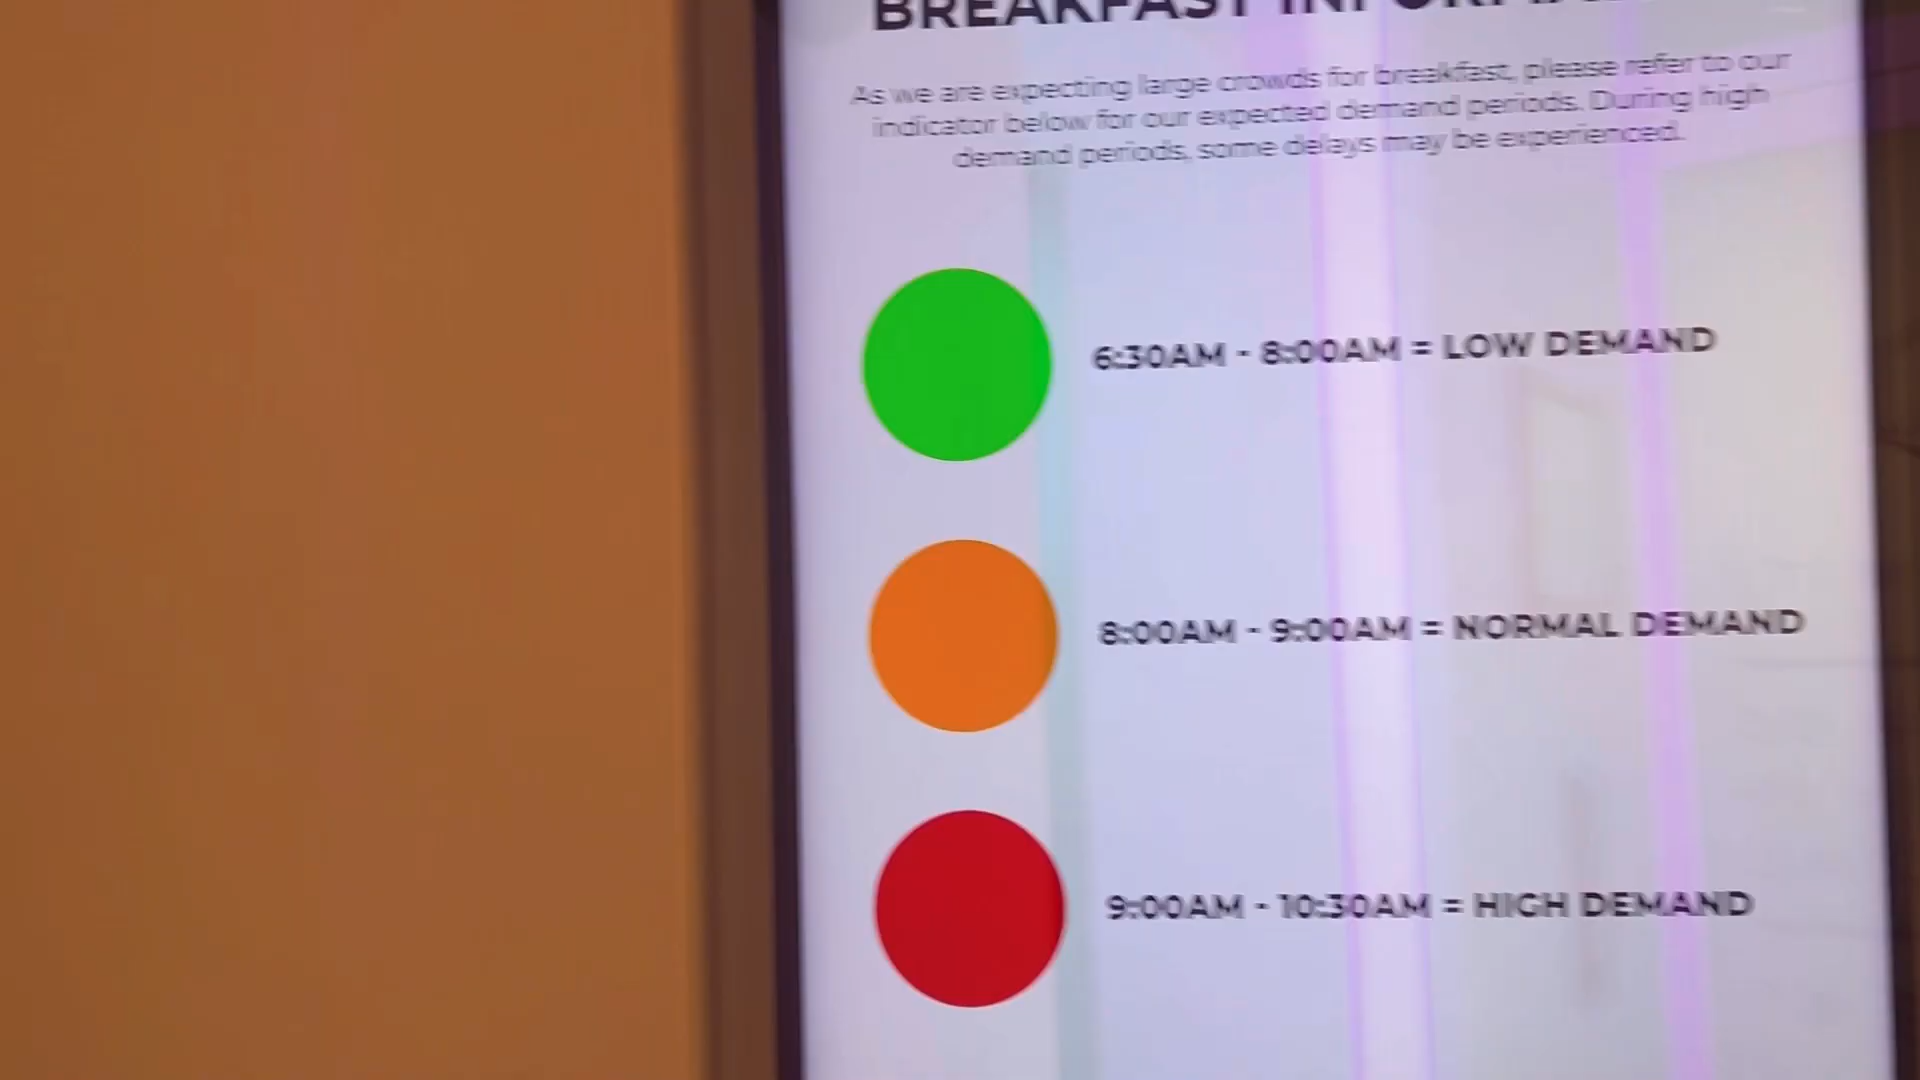 BREAKFAST INFORMA
As we are expecting large crowds for breakfast, please refer to our
indicator below for our expected demand periods. During high
demand periods, some delays may be experienced.
6:30AM - 8:00AM = LOW DEMAND
8:00AM - 9:00AM = NORMAL DEMAND
9:00AM - 10:30AM = HIGH DEMAND